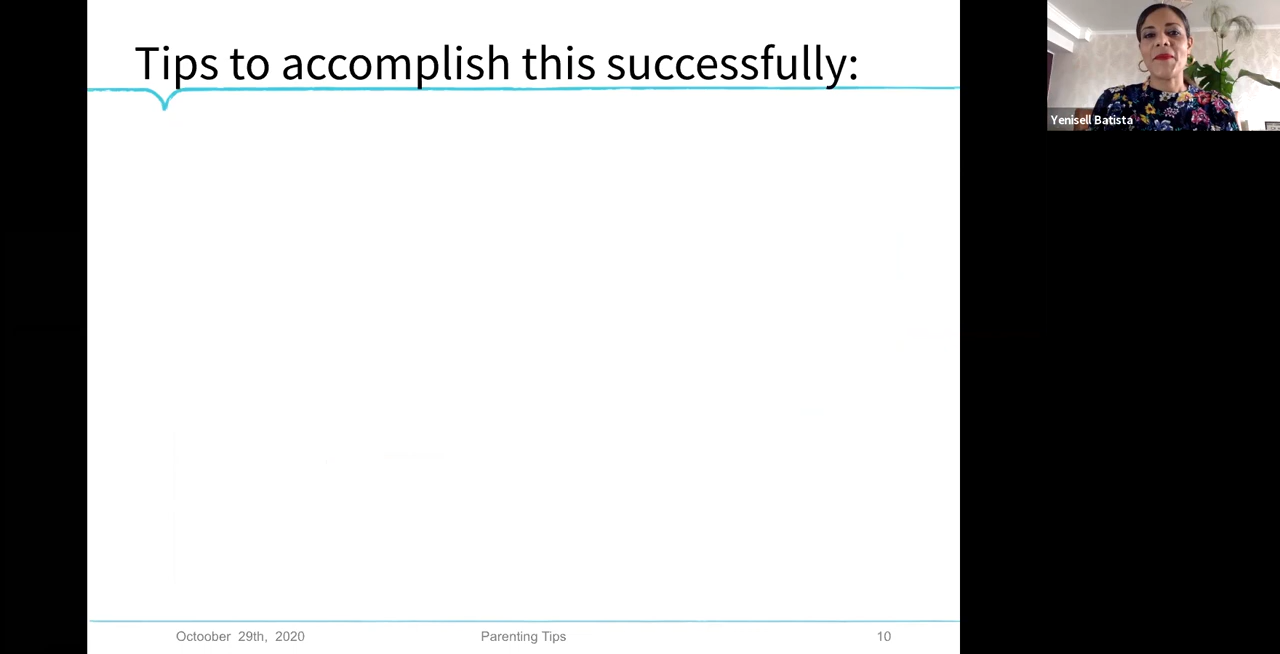 Tips to accomplish this successfully:
Yenisell Batista
Octoober 29th, 2020
Parenting Tips
10